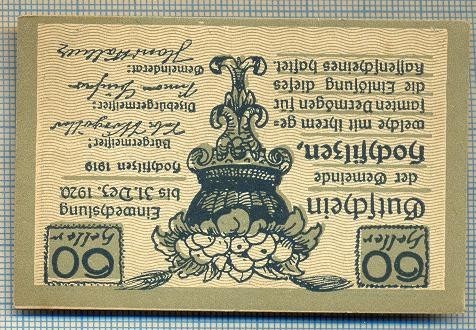 60
Heller
Gutschein
der Gemeinde
Hochfilzen,
welche mit ihrem ge-
samten Vermögen für
die Einlösung dieses
Kassenscheines haftet.
60
Heller
Einwechslung
bis 31. Dez. 1920.
Hochfilzen 1919
Bürgermeister:
Vizebürgermeister:
Gemeinderat: